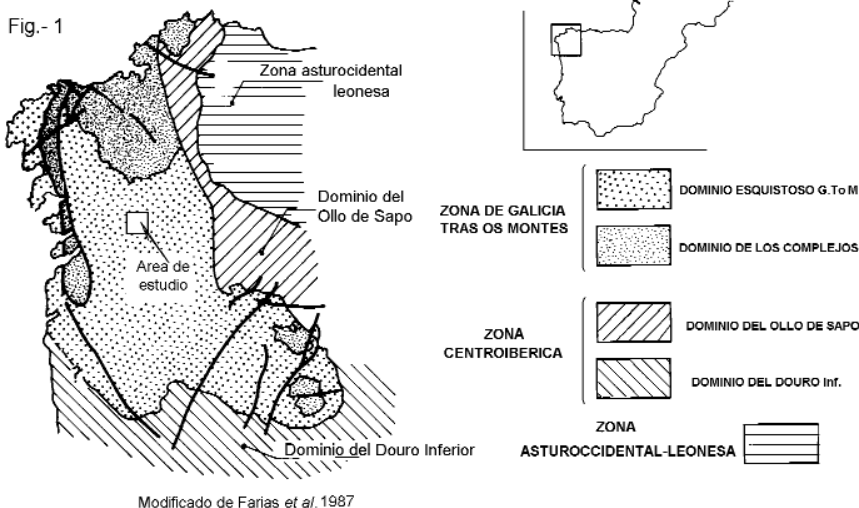 Fig.- 1
Zona asturocidental
leonesa
Dominio del
Ollo de Sapo
Area de
estudio
Dominio del Douro Inferior
Modificado de Farias et al. 1987
ZONA DE GALICIA
TRAS OS MONTES
DOMINIO ESQUISTOSO G.To M
DOMINIO DE LOS COMPLEJOS
ZONA
CENTROIBERICA
DOMINIO DEL OLLO DE SAPO
DOMINIO DEL DOURO Inf.
ZONA
ASTUROCCIDENTAL-LEONESA